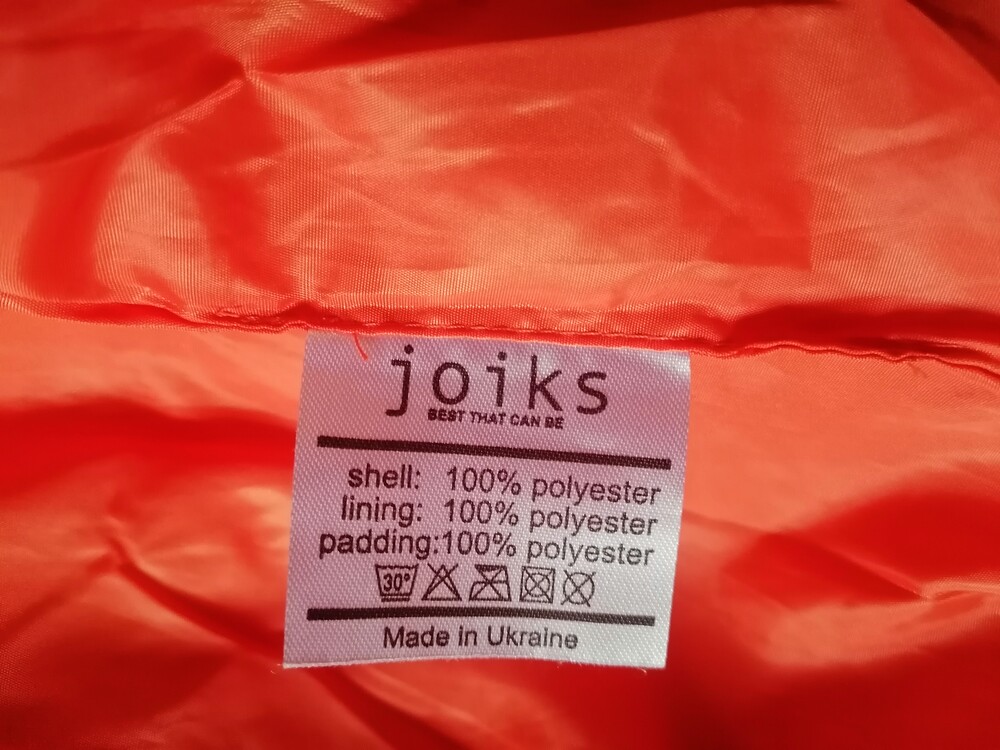 joiks
BEST THAT CAN BE
shell: 100% polyester
lining: 100% polyester
padding:100% polyester
30°
Made in Ukraine